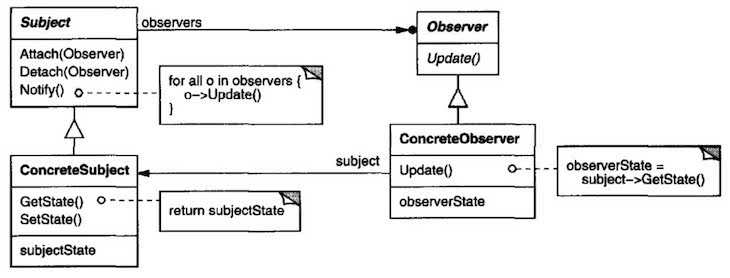 Subject
Attach(Observer)
Detach(Observer)
Notify()
observers
Observer
Update()
for all o in observers {
o->Update()
}
ConcreteSubject
GetState()
SetState()
subjectState
return subjectState
subject
ConcreteObserver
Update()
observerState
observerState =
subject->GetState()